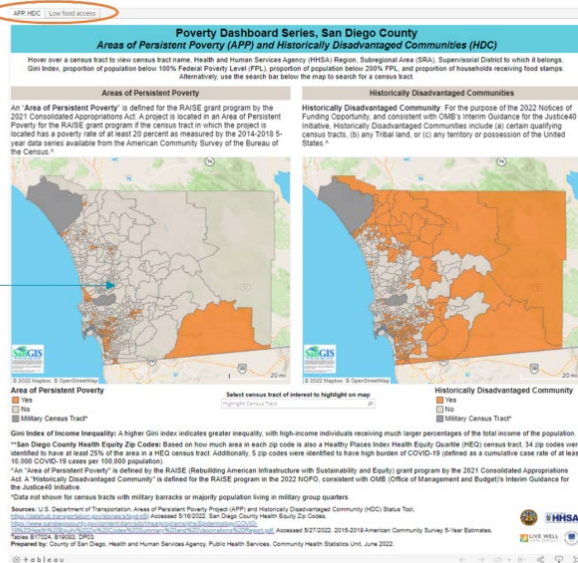 APP, HDC
Low food access
Poverty Dashboard Series, San Diego County
Areas of Persistent Poverty (APP) and Historically Disadvantaged Communities (HDC)
Hover over a census tract to view census tract name, Health and Human Services Agency (HHSA) Region, Subregional Area (SRA), Supervisorial District to which it belongs,
Gini Index, proportion of population below 100% Federal Poverty Level (FPL), proportion of population below 200% FPL, and proportion of households receiving food stamps.
Alternatively, use the search bar below the map to search for a census tract.
Areas of Persistent Poverty
An "Area of Persistent Poverty" is defined for the RAISE grant program by the
2021 Consolidated Appropriations Act. A project is located in an Area of Persistent
Poverty for the RAISE grant program if the census tract in which the project is
located has a poverty rate of at least 20 percent as measured by the 2014-2018 5-
year data series available from the American Community Survey of the Bureau of
the Census.^
Historically Disadvantaged Communities
Historically Disadvantaged Community: For the purpose of the 2022 Notices of
Funding Opportunity, and consistent with OMB's Interim Guidance for the Justice40
Initiative, Historically Disadvantaged Communities include (a) certain qualifying
census tracts, (b) any Tribal land, or (c) any territory or possession of the United
States.^
SanGIS
© 2022 Mapbox © OpenStreetMap
20 mi
SanGIS
© 2022 Mapbox © OpenStreetMap
20 mi
Area of Persistent Poverty
Yes
No
Military Census Tract*
Select census tract of interest to highlight on map
Highlight Census Tract
Historically Disadvantaged Community
Yes
No
Military Census Tract*
Gini Index of Income Inequality: A higher Gini index indicates greater inequality, with high-income individuals receiving much larger percentages of the total income of the population.
**San Diego County Health Equity Zip Codes: Based on how much area in each zip code is also a Healthy Places Index Health Equity Quartile (HEQ) census tract, 34 zip codes were
identified to have at least 25% of the area in a HEQ census tract. Additionally, 5 zip codes were identified to have high burden of COVID-19 (defined as a cumulative case rate of at least
10,000 COVID-19 cases per 100,000 population).
^An "Area of Persistent Poverty" is defined by the RAISE (Rebuilding American Infrastructure with Sustainability and Equity) grant program by the 2021 Consolidated Appropriations
Act. A "Historically Disadvantaged Community" is defined for the RAISE program in the 2022 NOFO, consistent with OMB (Office of Management and Budget)'s Interim Guidance for
the Justice40 Initiative.
*Data not shown for census tracts with military barracks or majority population living in military group quarters.
Sources: U.S. Department of Transportation, Areas of Persistent Poverty Project (APP) and Historically Disadvantaged Community (HDC) Status Tool,
Accessed 5/16/2022. San Diego County Health Equity Zip Codes,
Accessed 5/27/2022. 2015-2019 American Community Survey 5-Year Estimates,
Tables B17024, B19083, DP03.
Prepared by: County of San Diego, Health and Human Services Agency, Public Health Services, Community Health Statistics Unit, June 2022.
HHSA
LIVE WELL
SAN DIEGO
+ a b l e a u